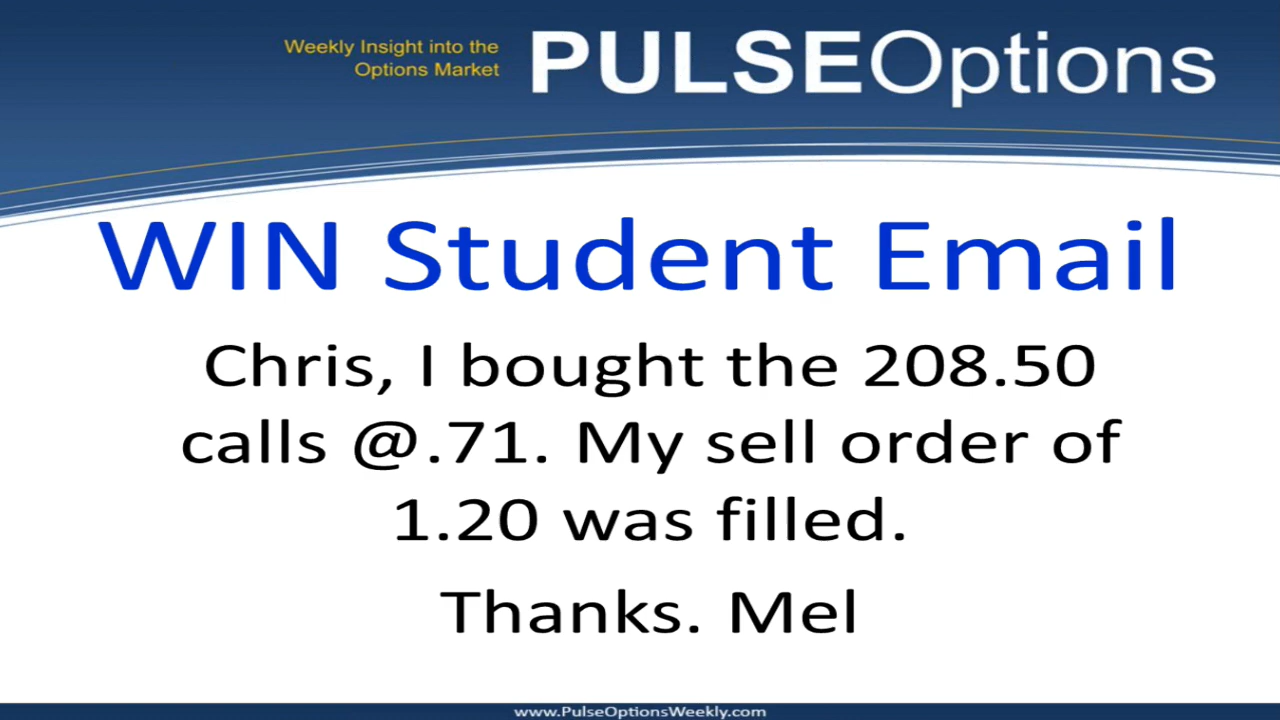 Weekly Insight into the
Options Market
PULSEOptions
WIN Student Email
Chris, I bought the 208.50
calls @.71. My sell order of
1.20 was filled.
Thanks. Mel
www.PulseOptionsWeekly.com